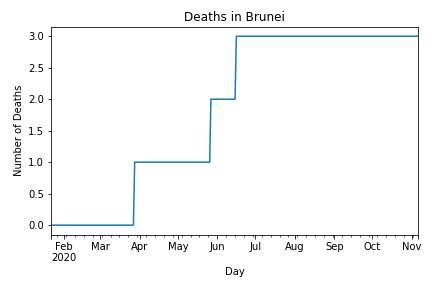 Deaths in Brunei
Number of Deaths
3.0
2.5
2.0
1.5
1.0
0.5
0.0
Feb Mar Apr May Jun Jul Aug Sep Oct Nov
2020
Day